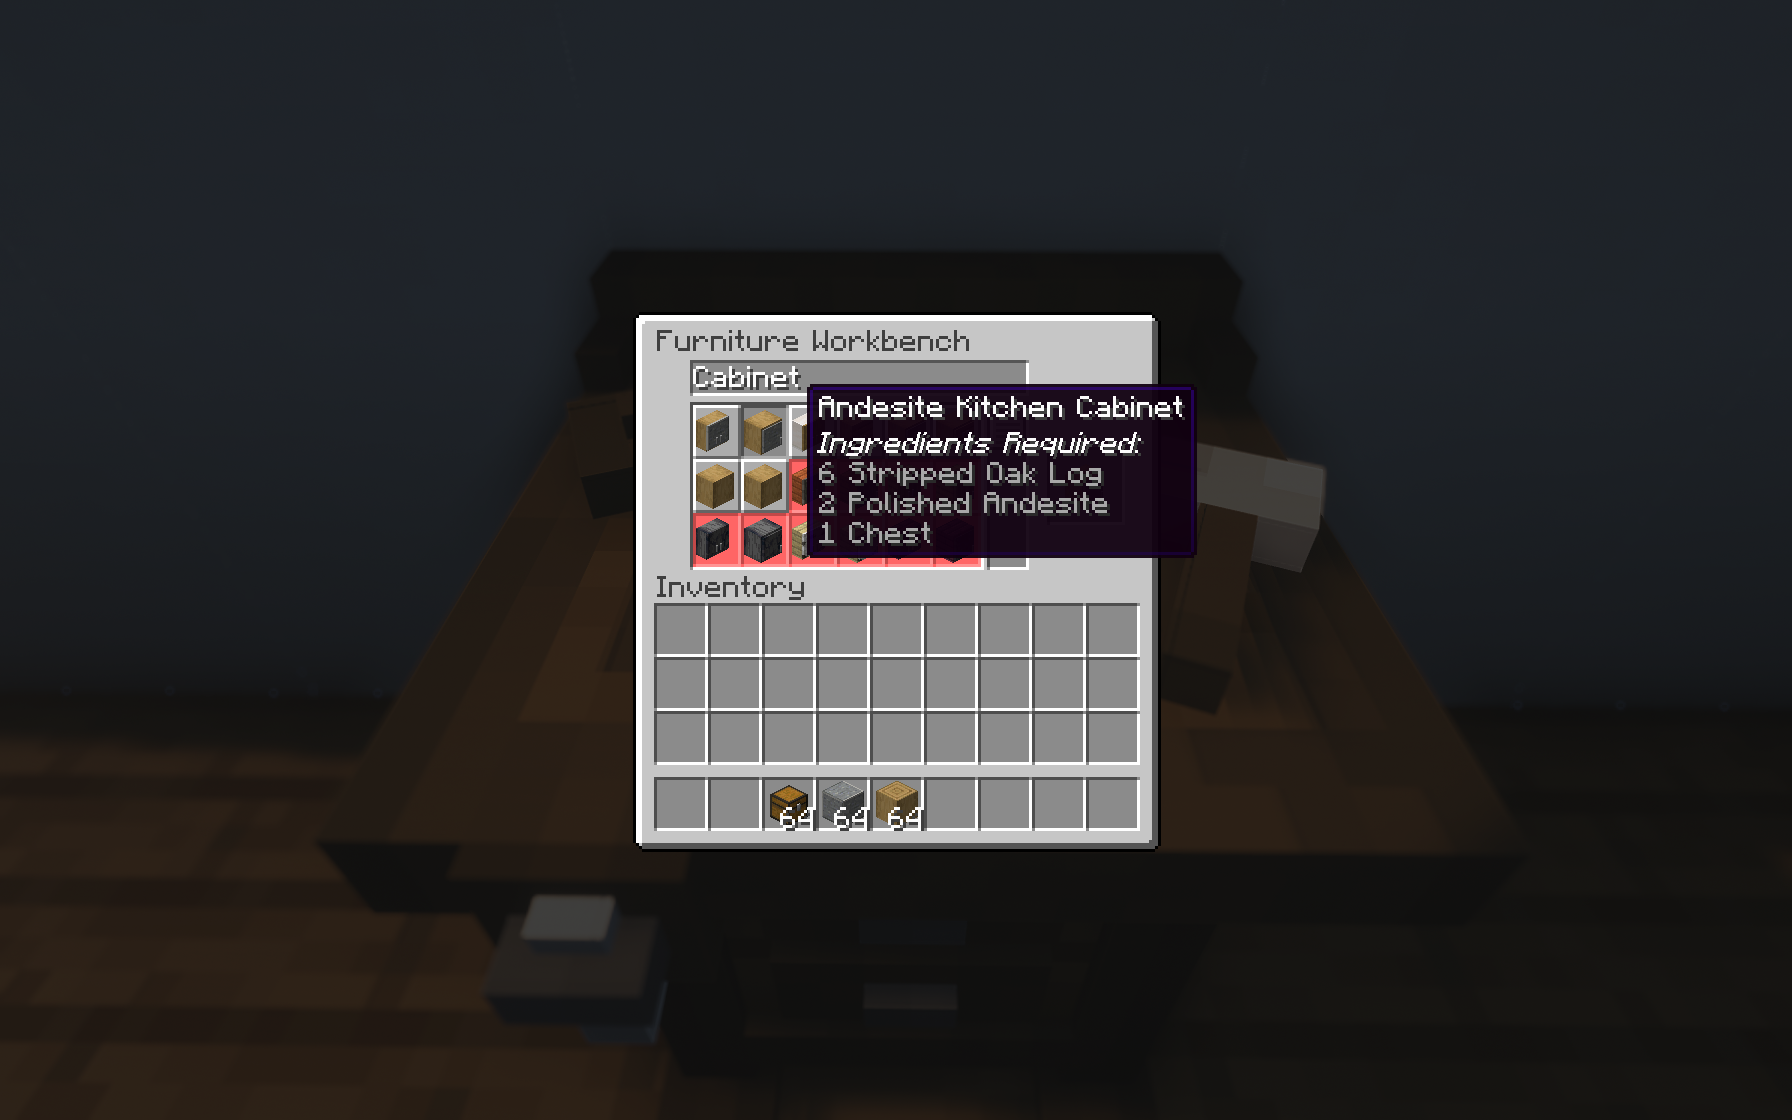 Furniture Workbench
Cabinet
Andesite Kitchen Cabinet
Ingredients Required:
6 Stripped Oak Log
2 Polished Andesite
1 Chest
Inventory
64 64 64